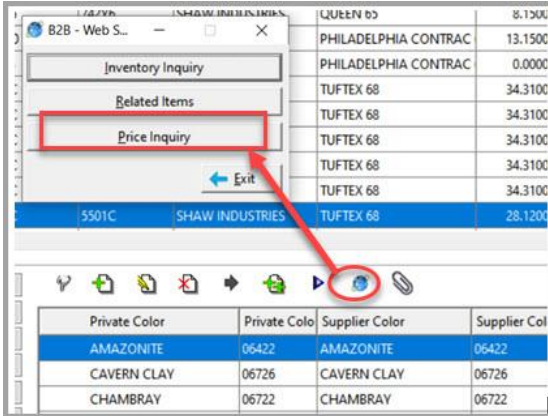 742Y6 SHAW INDUSTRIES QUEEN 65 8.1500
B2B - Web S...
PHILADELPHIA CONTRAC 13.1500
Inventory Inquiry
PHILADELPHIA CONTRAC 0.0000
TUFTEX 68 34.3100
Related Items
TUFTEX 68 34.3100
Price Inquiry
TUFTEX 68 34.3100
TUFTEX 68 34.3100
Exit
TUFTEX 68 34.3100
5501C SHAW INDUSTRIES TUFTEX 68 28.1200
Private Color Private Colo Supplier Color Supplier Col
AMAZONITE 06422 AMAZONITE 06422
CAVERN CLAY 06726 CAVERN CLAY 06726
CHAMBRAY 06722 CHAMBRAY 06722